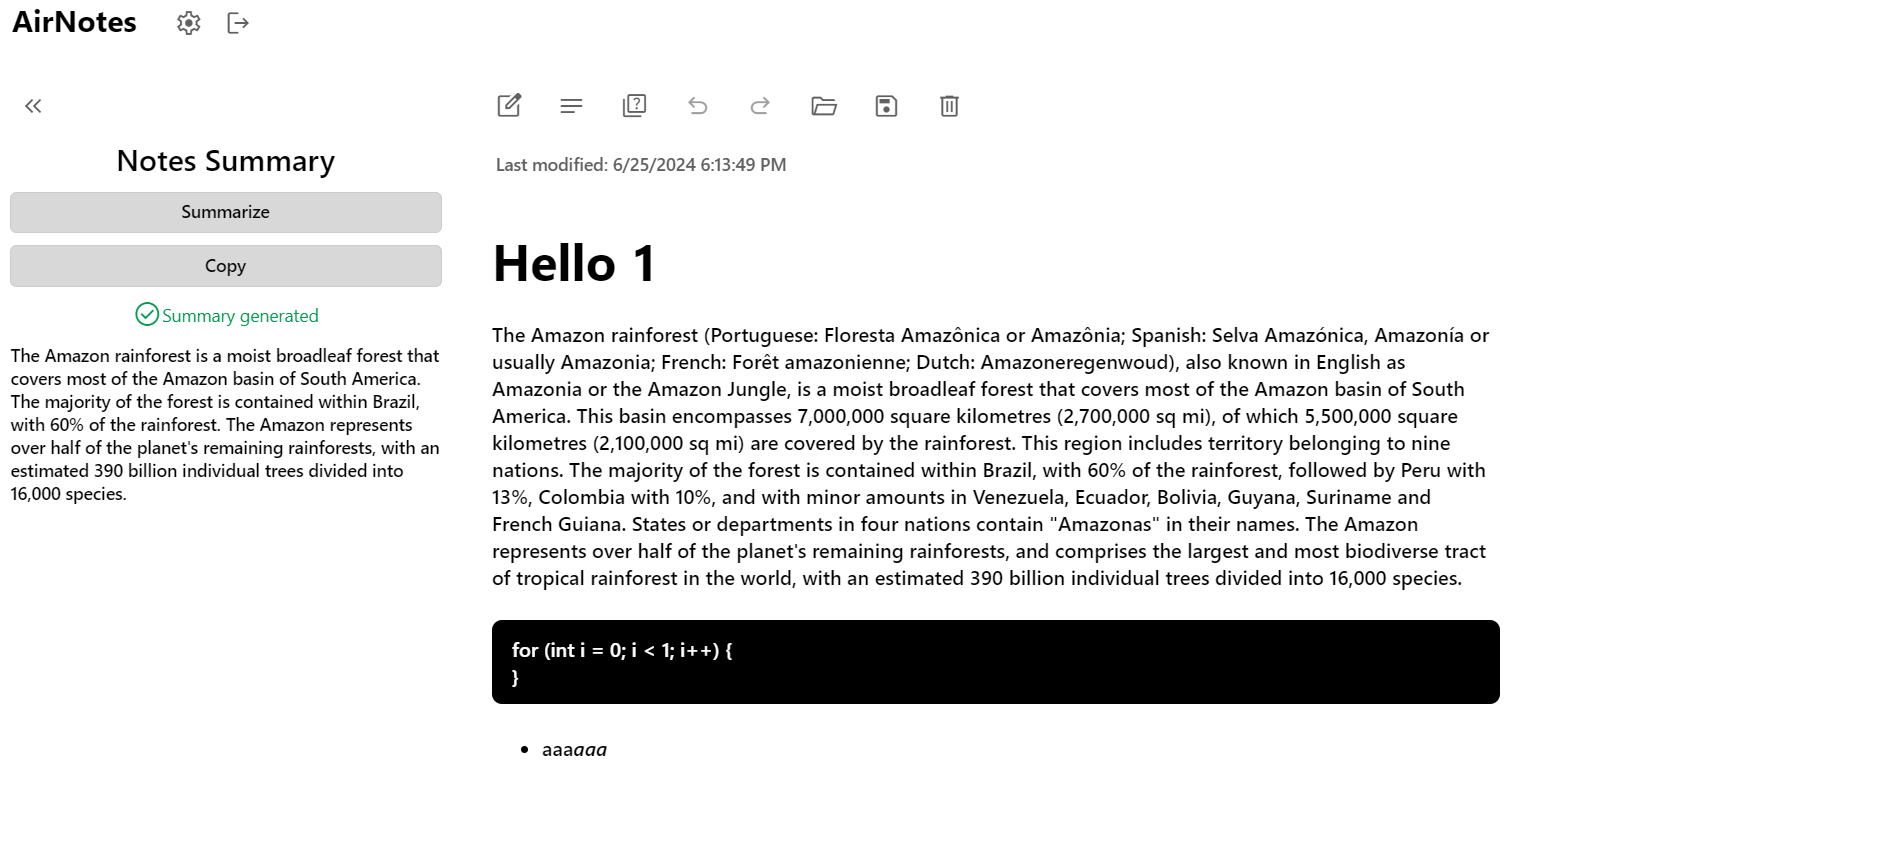 AirNotes
Notes Summary
Summarize
Copy
Summary generated
The Amazon rainforest is a moist broadleaf forest that
covers most of the Amazon basin of South America.
The majority of the forest is contained within Brazil,
with 60% of the rainforest. The Amazon represents
over half of the planet's remaining rainforests, with an
estimated 390 billion individual trees divided into
16,000 species.
Last modified: 6/25/2024 6:13:49 PM
Hello 1
The Amazon rainforest (Portuguese: Floresta Amazônica or Amazônia; Spanish: Selva Amazónica, Amazonía or
usually Amazonia; French: Forêt amazonienne; Dutch: Amazoneregenwoud), also known in English as
Amazonia or the Amazon Jungle, is a moist broadleaf forest that covers most of the Amazon basin of South
America. This basin encompasses 7,000,000 square kilometres (2,700,000 sq mi), of which 5,500,000 square
kilometres (2,100,000 sq mi) are covered by the rainforest. This region includes territory belonging to nine
nations. The majority of the forest is contained within Brazil, with 60% of the rainforest, followed by Peru with
13%, Colombia with 10%, and with minor amounts in Venezuela, Ecuador, Bolivia, Guyana, Suriname and
French Guiana. States or departments in four nations contain "Amazonas" in their names. The Amazon
represents over half of the planet's remaining rainforests, and comprises the largest and most biodiverse tract
of tropical rainforest in the world, with an estimated 390 billion individual trees divided into 16,000 species.
for (int i = 0; i < 1; i++) {
}
• aaaaaa